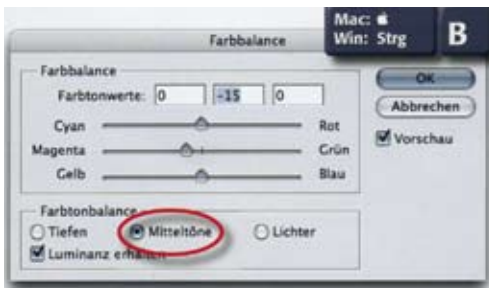 Mac:
Win: Strg
B
Farbbalance
Farbbalance
Farbtonwerte: 0 -15 0
Cyan Rot
Magenta Grün
Gelb Blau
Farbtonbalance
Tiefen Mitteltöne Lichter
Luminanz erhalten
OK
Abbrechen
Vorschau